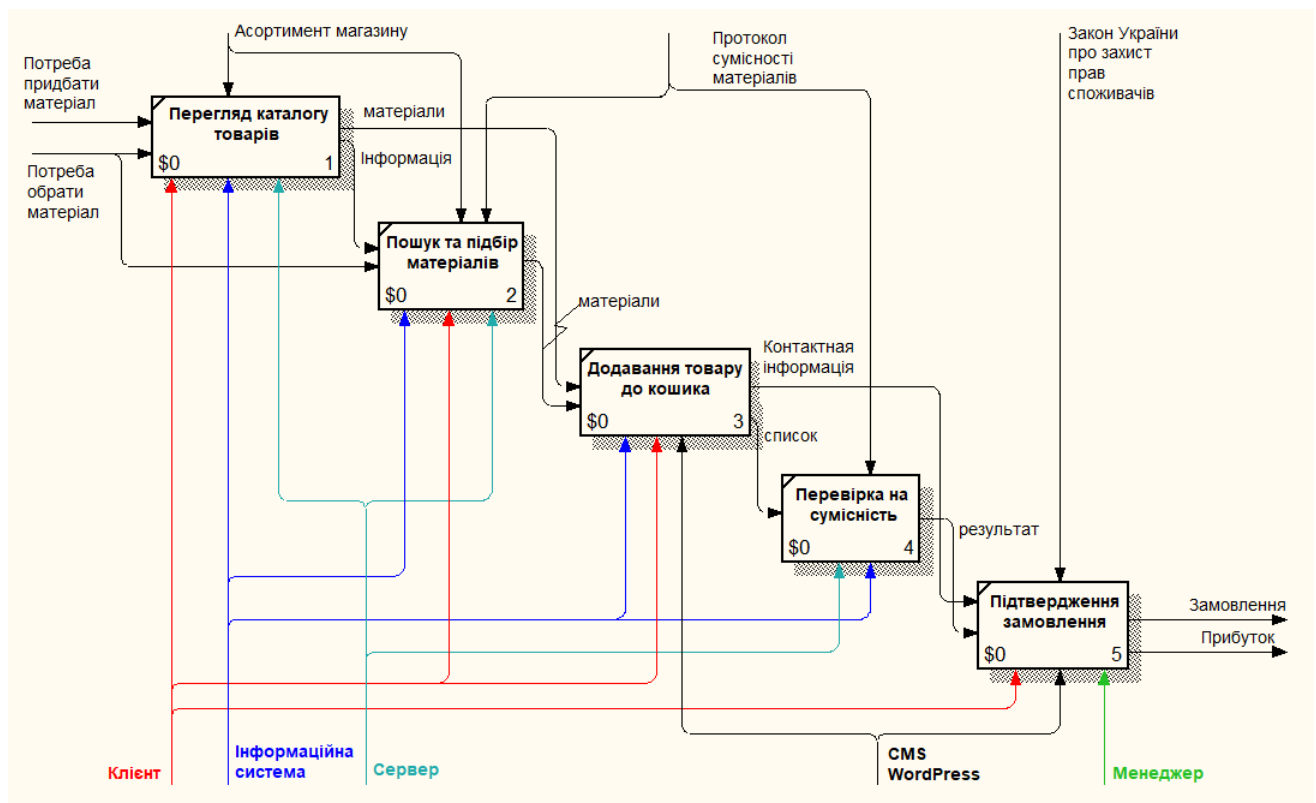 Асортимент магазину
Протокол
сумісності
матеріалів
Закон України
про захист
прав
споживачів
Потреба
придбати
матеріал
Перегляд каталогу
товарів
$0 1
матеріали
Інформація
Потреба
обрати
матеріал
Пошук та підбір
матеріалів
$0 2
матеріали
Додавання товару
до кошика
$0 3
Контактная
інформація
список
Перевірка на
сумісність
$0 4
результат
Підтвердження
замовлення
$0 5
Замовлення
Прибуток
Клієнт
Інформаційна
система
Сервер
CMS
WordPress
Менеджер